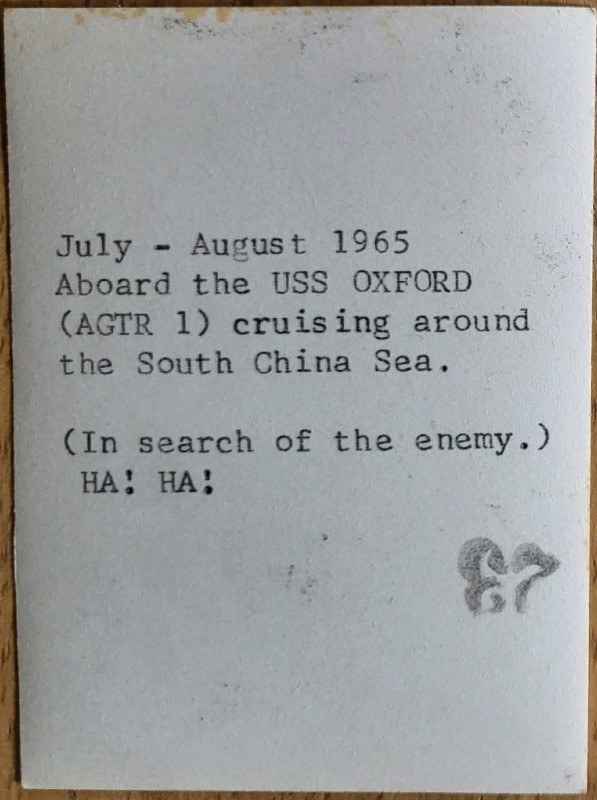 July - August 1965
Aboard the USS OXFORD
(AGTR 1) cruising around
the South China Sea.
(In search of the enemy.)
HA! HA!